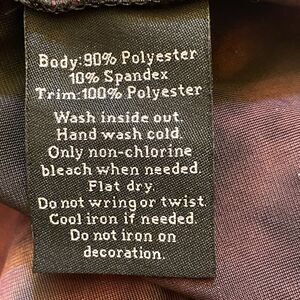 Body:90% Polyester
10% Spandex
Trim:100% Polyester
Wash inside out.
Hand wash cold.
Only non-chlorine
bleach when needed.
Flat dry.
Do not wring or twist.
Cool iron if needed.
Do not iron on
decoration.